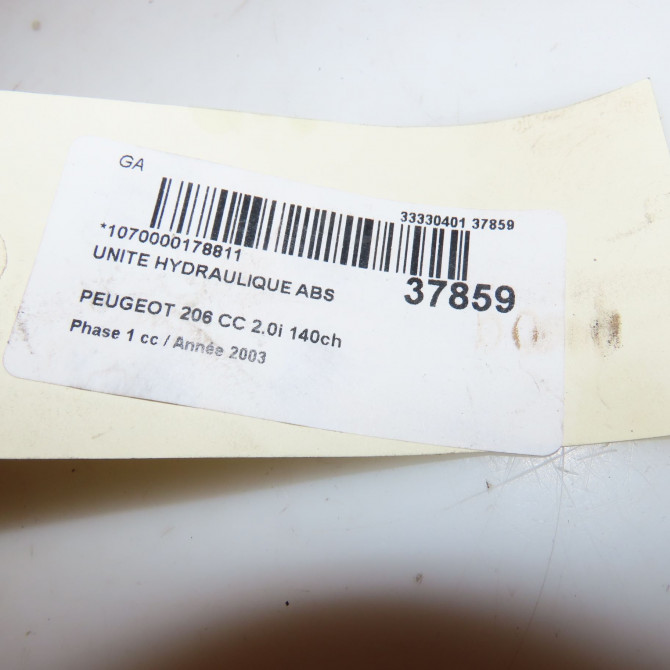 GA
33330401 37859
*1070000178811
UNITE HYDRAULIQUE ABS
37859
PEUGEOT 206 CC 2.0i 140ch
Phase 1 cc / Année 2003